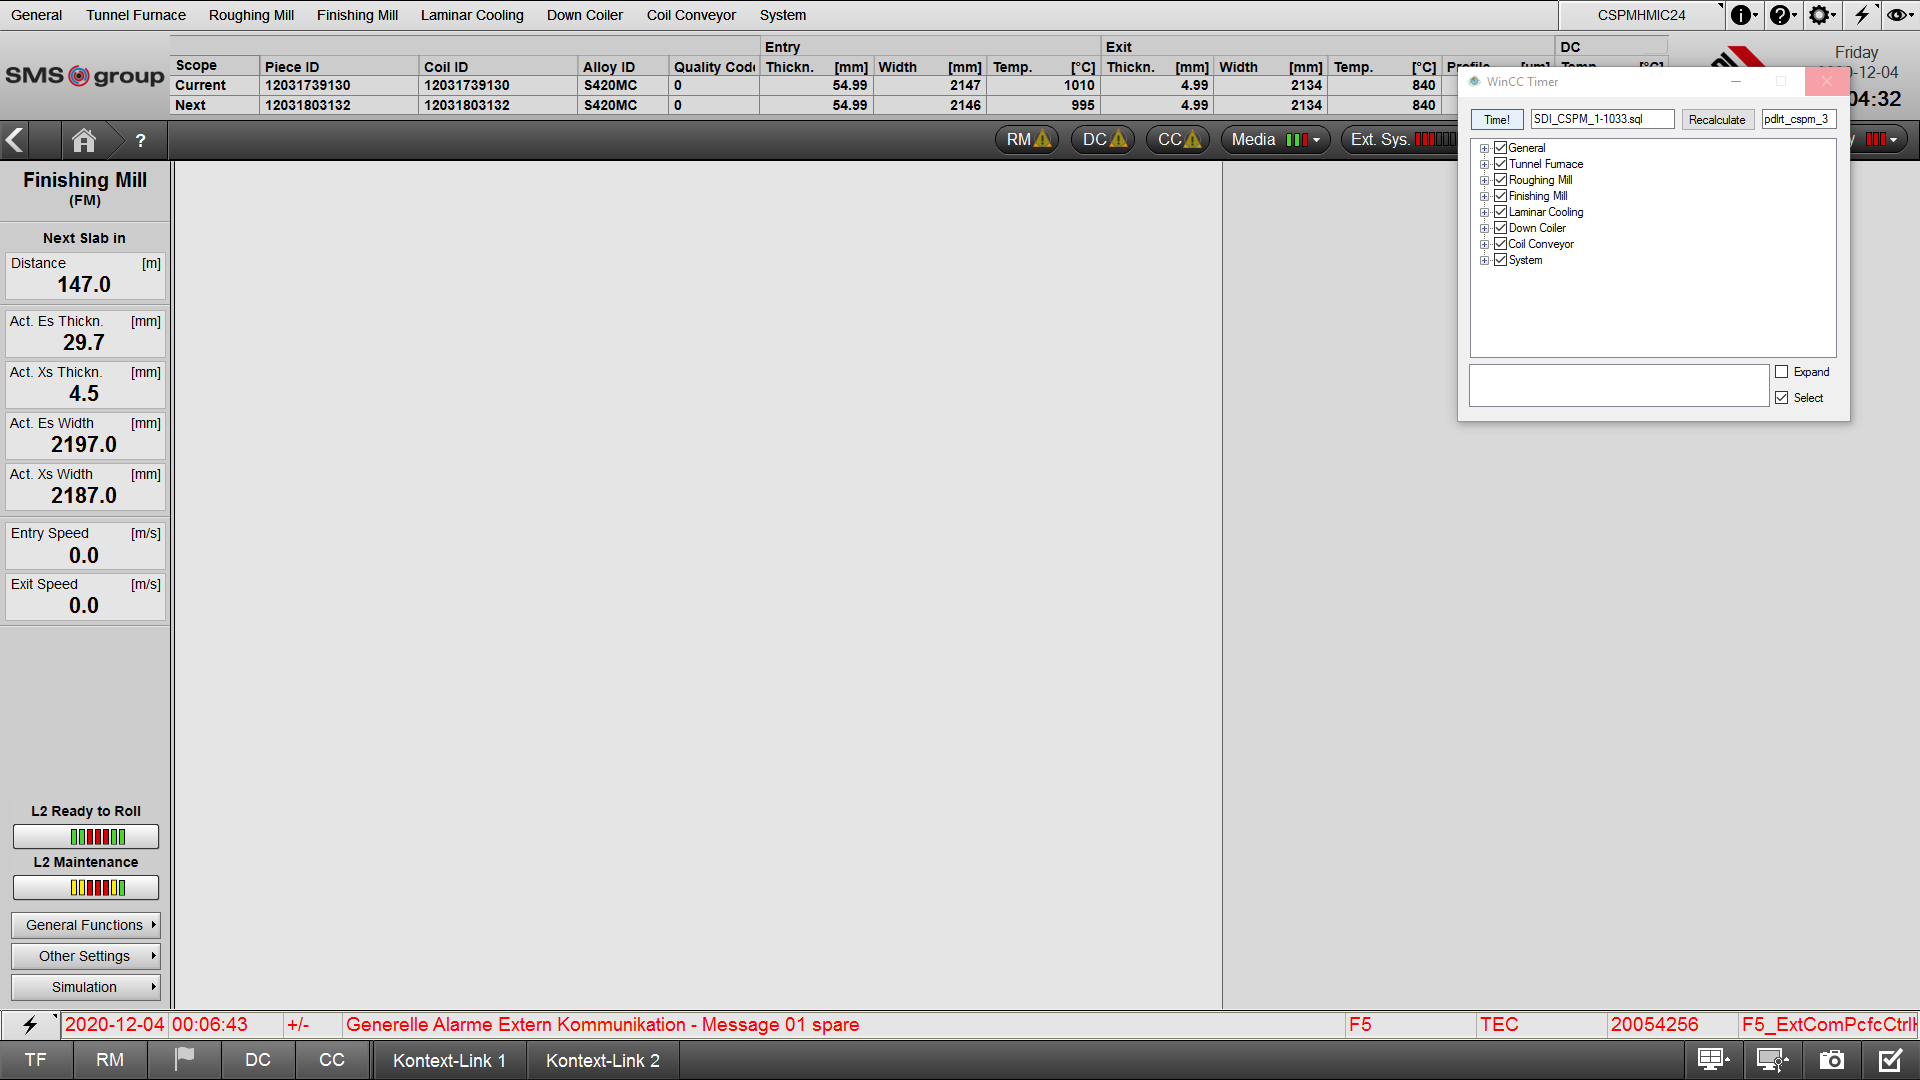 General Tunnel Furnace Roughing Mill Finishing Mill Laminar Cooling Down Coiler Coil Conveyor System CSPMHMIC24
SMS group
Entry Exit DC
Scope Piece ID Coil ID Alloy ID Quality Code Thickn. [mm] Width [mm] Temp. [°C] Thickn. [mm] Width [mm] Temp. [°C]
Current 12031739130 12031739130 S420MC 0 54.99 2147 1010 4.99 2134 840
Next 12031803132 12031803132 S420MC 0 54.99 2146 995 4.99 2134 840
Friday
-12-04
04:32
RM DC CC Media Ext. Sys.
WinCC Timer
Time! SDI_CSPM_1-1033.sql Recalculate pdlrt_cspm_3
General
Tunnel Furnace
Roughing Mill
Finishing Mill
Laminar Cooling
Down Coiler
Coil Conveyor
System
Expand
Select
Finishing Mill
(FM)
Next Slab in
Distance [m]
147.0
Act. Es Thickn. [mm]
29.7
Act. Xs Thickn. [mm]
4.5
Act. Es Width [mm]
2197.0
Act. Xs Width [mm]
2187.0
Entry Speed [m/s]
0.0
Exit Speed [m/s]
0.0
L2 Ready to Roll
L2 Maintenance
General Functions
Other Settings
Simulation
2020-12-04 00:06:43 +/- Generelle Alarme Extern Kommunikation - Message 01 spare F5 TEC 20054256 F5_ExtComPcfcCtrl
TF RM DC CC Kontext-Link 1 Kontext-Link 2